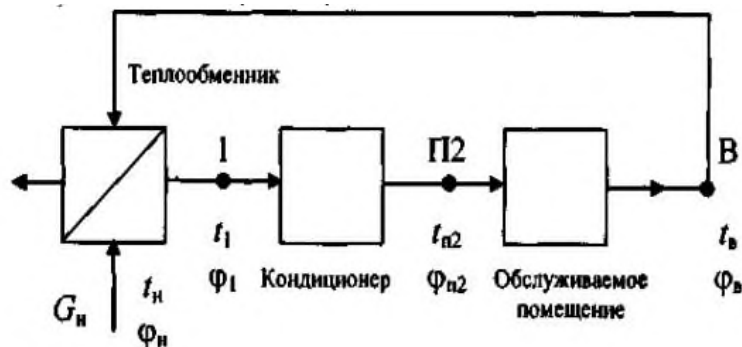 Теплообменник
1
П2
В
t₁
tп2
tв
Gн
tн
φ₁
Кондиционер
φп2
Обслуживаемое
помещение
φв
φн